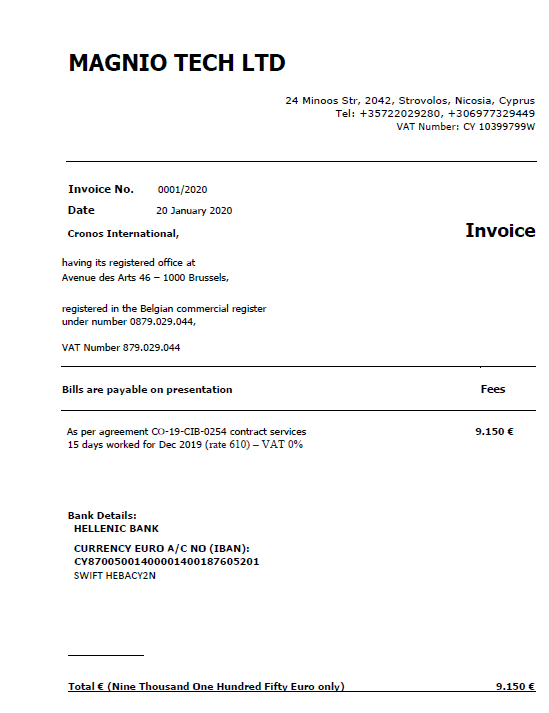 MAGNIO TECH LTD
24 Minoos Str, 2042, Strovolos, Nicosia, Cyprus
Tel: +35722029280, +306977329449
VAT Number: CY 10399799W
Invoice No. 0001/2020
Date 20 January 2020
Cronos International,
Invoice
having its registered office at
Avenue des Arts 46 – 1000 Brussels,
registered in the Belgian commercial register
under number 0879.029.044,
VAT Number 879.029.044
Bills are payable on presentation Fees
As per agreement CO-19-CIB-0254 contract services 9.150 €
15 days worked for Dec 2019 (rate 610) – VAT 0%
Bank Details:
HELLENIC BANK
CURRENCY EURO A/C NO (IBAN):
CY87005001400001400187605201
SWIFT HEBACY2N
Total € (Nine Thousand One Hundred Fifty Euro only) 9.150 €